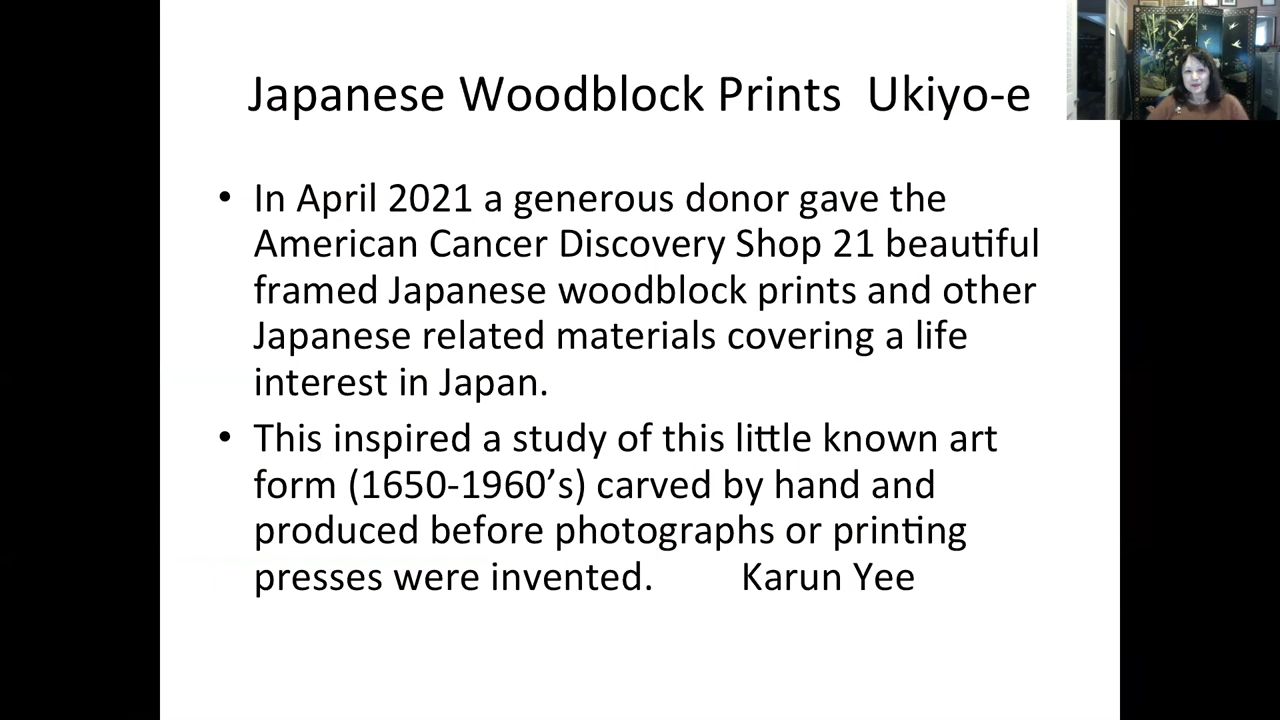 Japanese Woodblock Prints  Ukiyo-e
• In April 2021 a generous donor gave the
American Cancer Discovery Shop 21 beautiful
framed Japanese woodblock prints and other
Japanese related materials covering a life
interest in Japan.
• This inspired a study of this little known art
form (1650-1960’s) carved by hand and
produced before photographs or printing
presses were invented.        Karun Yee